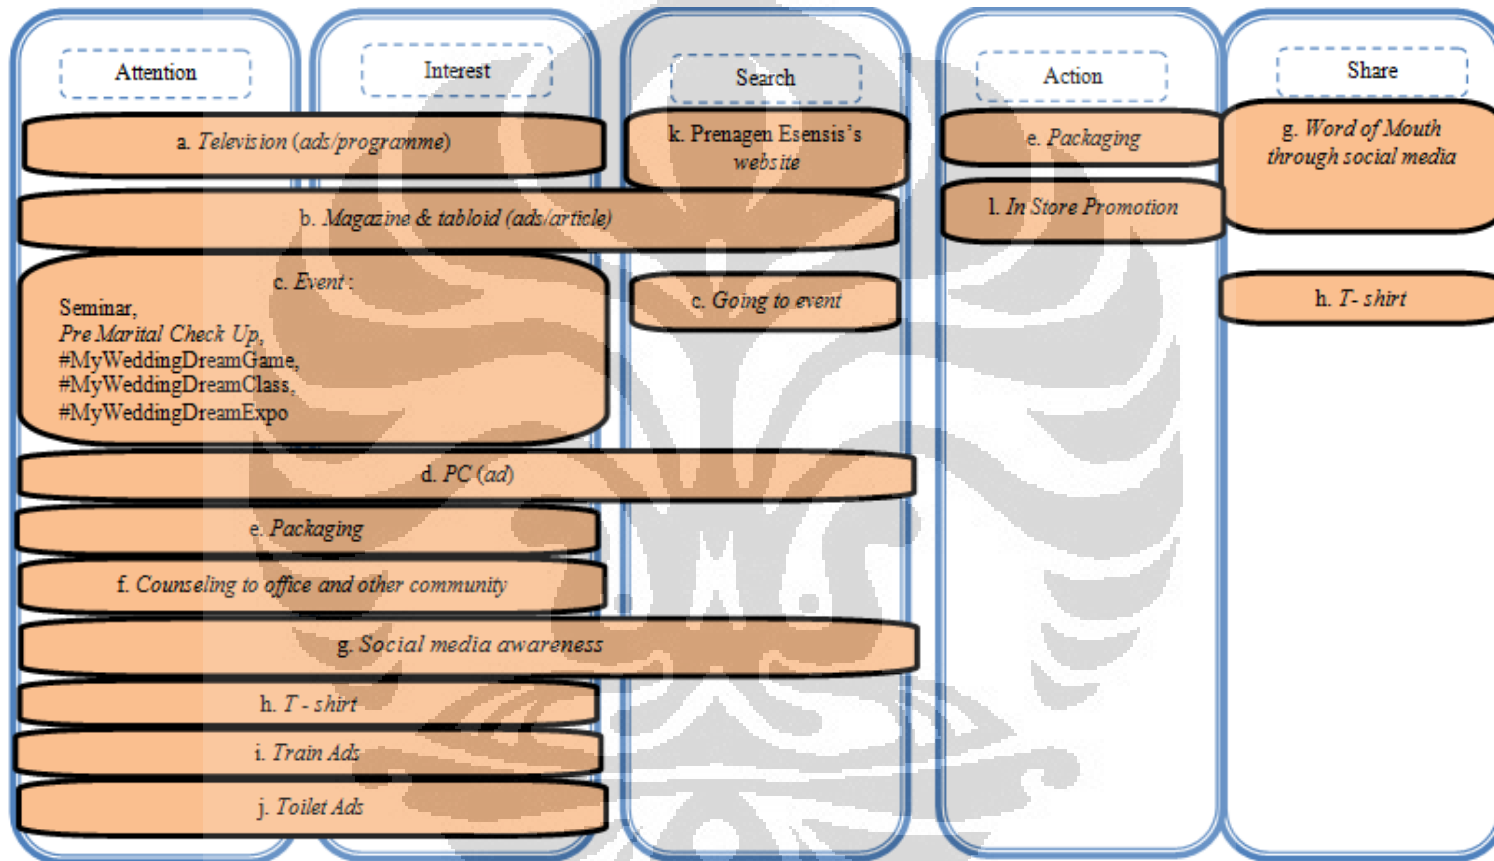 Attention
Interest
Search
Action
Share
a. Television (ads/programme)
k. Prenagen Esensis's
website
e. Packaging
g. Word of Mouth
through social media
b. Magazine & tabloid (ads/article)
l. In Store Promotion
c. Event :
Seminar,
Pre Marital Check Up,
#MyWeddingDreamGame,
#MyWeddingDreamClass,
#MyWeddingDreamExpo
c. Going to event
h. T- shirt
d. PC (ad)
e. Packaging
f. Counseling to office and other community
g. Social media awareness
h. T - shirt
i. Train Ads
j. Toilet Ads